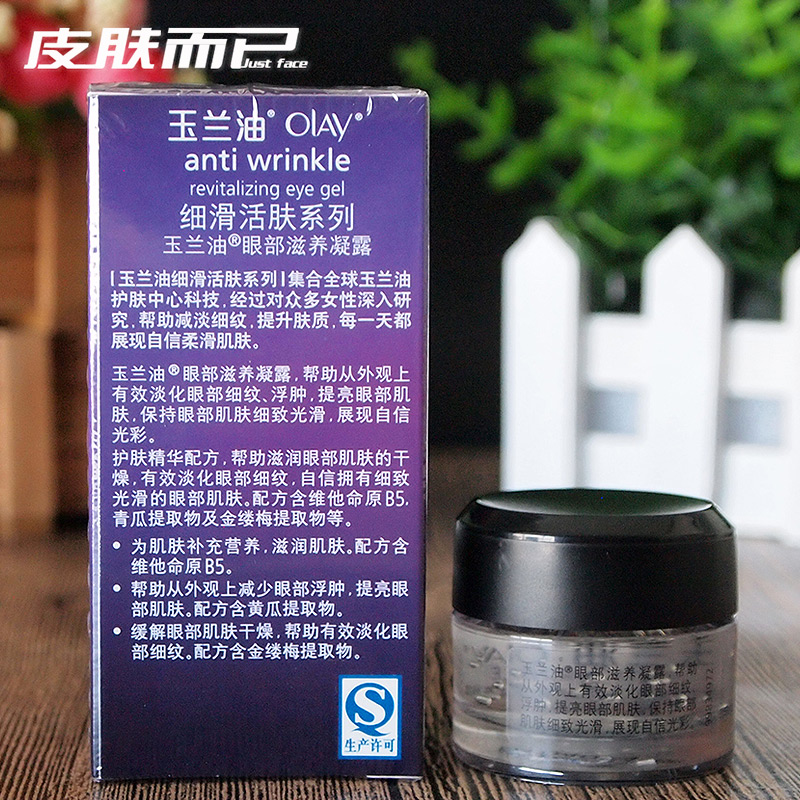 皮肤而已
Just face
玉兰油® OLAY®
anti wrinkle
revitalizing eye gel
细滑活肤系列
玉兰油®眼部滋养凝露
[玉兰油细滑活肤系列]集合全球玉兰油
护肤中心科技,经过对众多女性深入研
究,帮助减淡细纹,提升肤质,每一天都
展现自信柔滑肌肤。
玉兰油®眼部滋养凝露,帮助从外观上
有效淡化眼部细纹、浮肿,提亮眼部肌
肤,保持眼部肌肤细致光滑,展现自信
光彩。
护肤精华配方,帮助滋润眼部肌肤的干
燥,有效淡化眼部细纹,自信拥有细致
光滑的眼部肌肤。配方含维他命原B5,
青瓜提取物及金缕梅提取物等。
• 为肌肤补充营养,滋润肌肤。配方含
维他命原B5。
• 帮助从外观上减少眼部浮肿,提亮眼
部肌肤。配方含黄瓜提取物。
• 缓解眼部肌肤干燥,帮助有效淡化眼
部细纹。配方含金缕梅提取物。
生产许可
玉兰油®眼部滋养凝露,帮助
从外观上有效淡化眼部细纹
浮肿,提亮眼部肌肤,保持眼部
肌肤细致光滑,展现自信光彩。